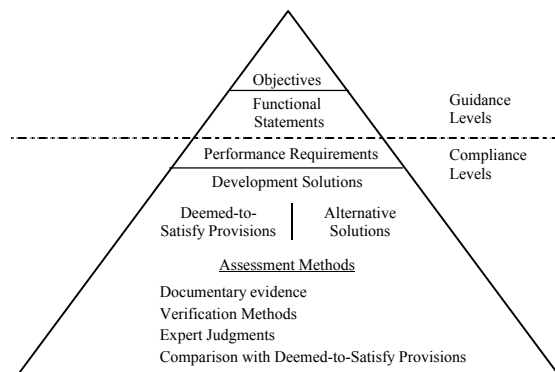 Objectives
Functional
Statements
Guidance
Levels
Performance Requirements
Compliance
Levels
Development Solutions
Deemed-to-
Satisfy Provisions
Alternative
Solutions
Assessment Methods
Documentary evidence
Verification Methods
Expert Judgments
Comparison with Deemed-to-Satisfy Provisions